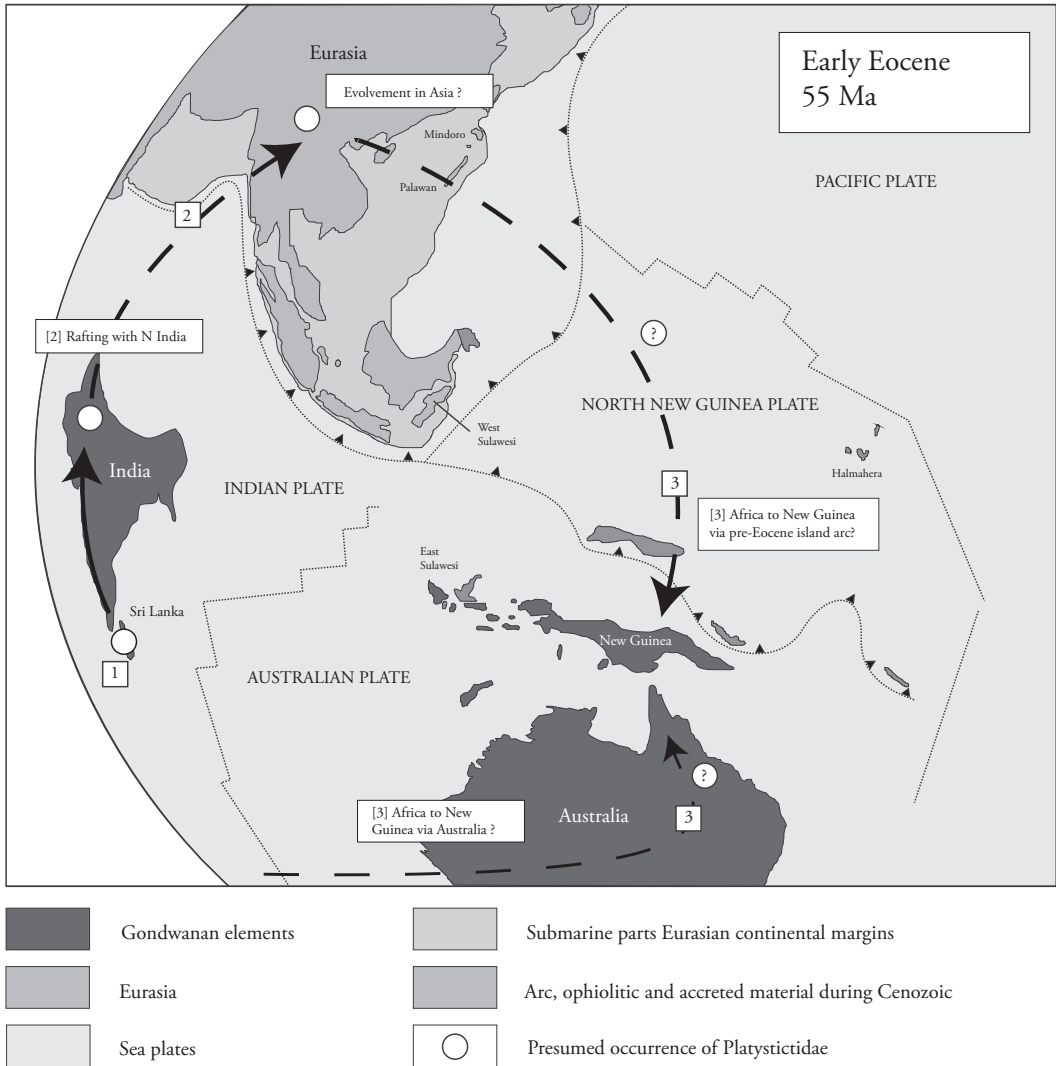 Eurasia
Early Eocene
55 Ma
Evolvement in Asia ?
Mindoro
Palawan
PACIFIC PLATE
2
[2] Rafting with N India
?
NORTH NEW GUINEA PLATE
West
Sulawesi
Halmahera
India
INDIAN PLATE
3
[3] Africa to New Guinea
via pre-Eocene island arc?
East
Sulawesi
Sri Lanka
New Guinea
1
AUSTRALIAN PLATE
?
[3] Africa to New
Guinea via Australia ?
Australia
3
Gondwanan elements
Submarine parts Eurasian continental margins
Eurasia
Arc, ophiolitic and accreted material during Cenozoic
Sea plates
Presumed occurrence of Platystictidae